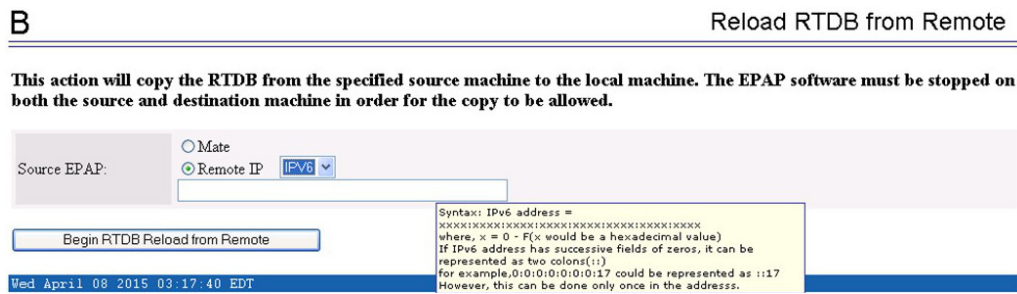 B
Reload RTDB from Remote
This action will copy the RTDB from the specified source machine to the local machine. The EPAP software must be stopped on
both the source and destination machine in order for the copy to be allowed.
Source EPAP:
Mate
Remote IP IPV6
Syntax: IPv6 address =
xxxx:xxxx:xxxx:xxxx:xxxx:xxxx:xxxx:xxxx
where, x = 0 - F(x would be a hexadecimal value)
If IPv6 address has successive fields of zeros, it can be
represented as two colons(::)
for example,0:0:0:0:0:0:0:17 could be represented as ::17
However, this can be done only once in the addresss.
Begin RTDB Reload from Remote
Wed April 08 2015 03:17:40 EDT